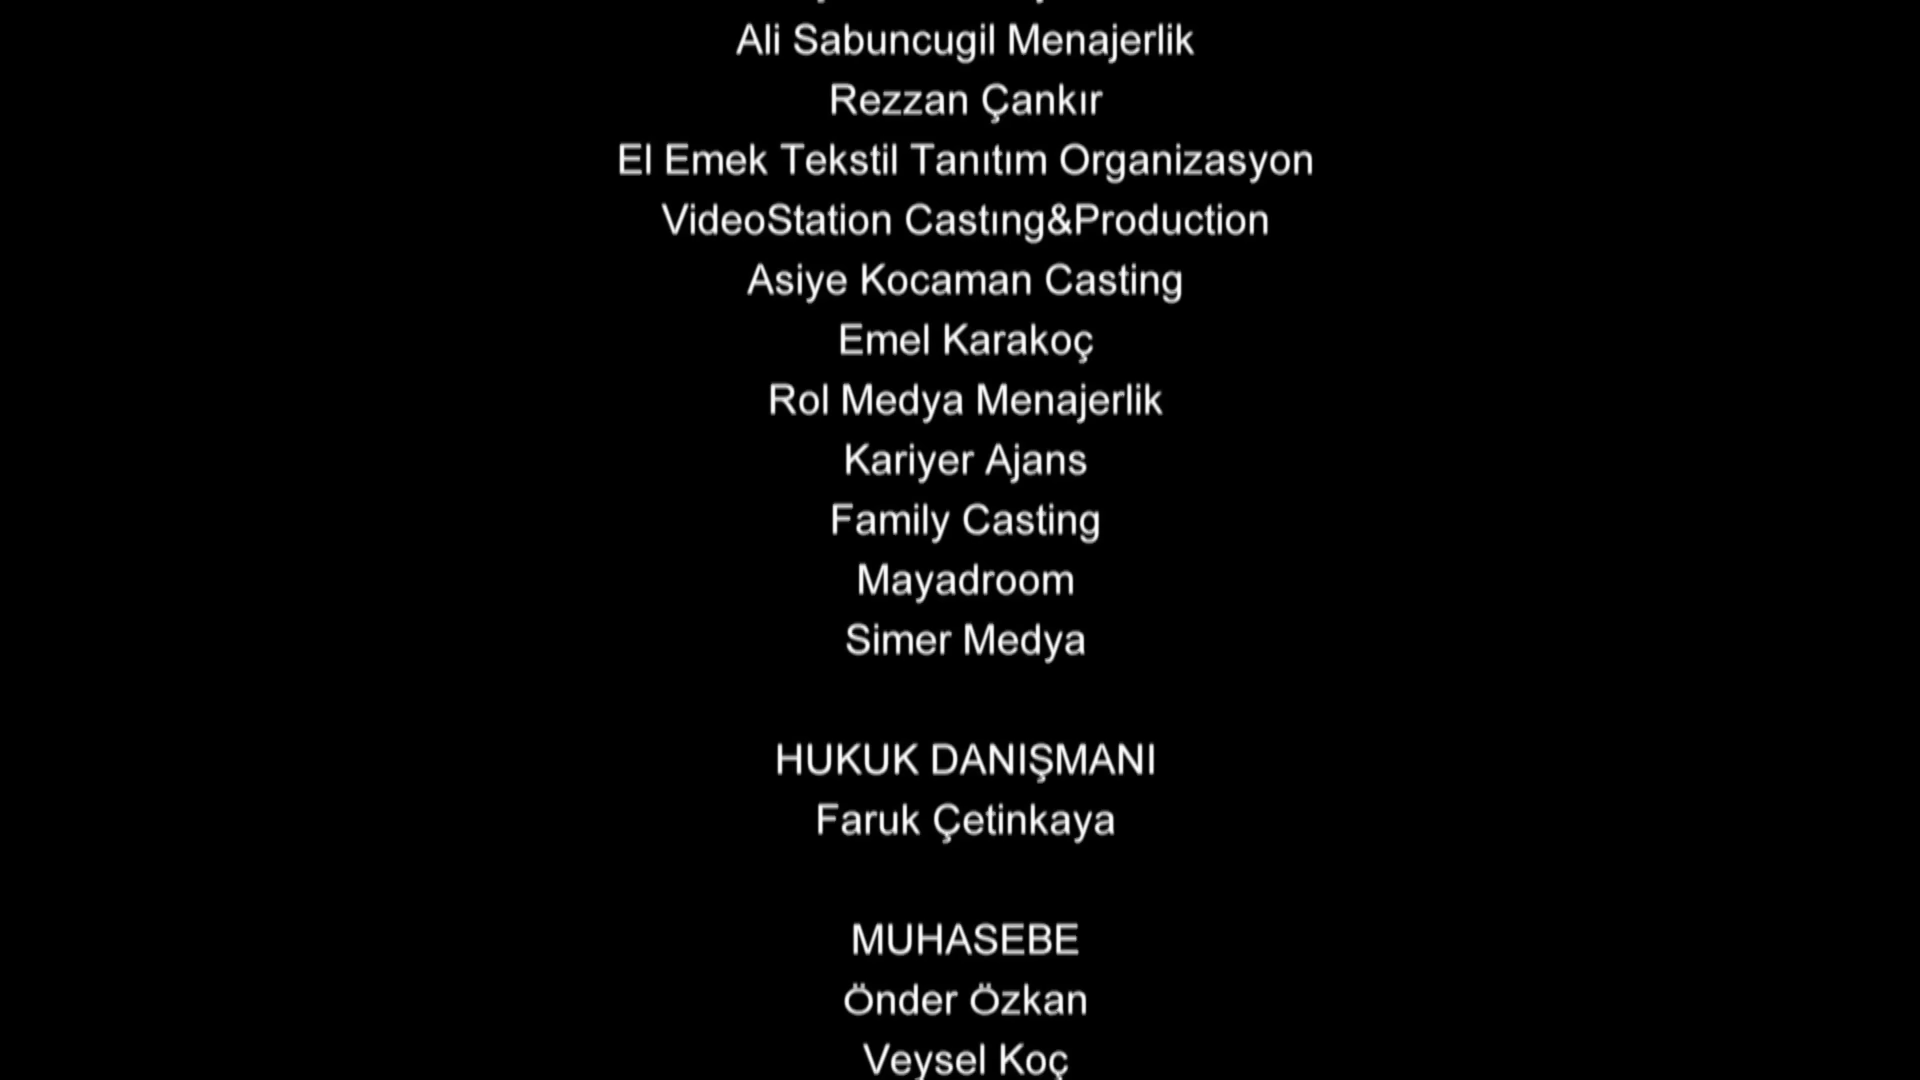 Ali Sabuncugil Menajerlik
Rezzan Çankır
El Emek Tekstil Tanıtım Organizasyon
VideoStation Castıng&Production
Asiye Kocaman Casting
Emel Karakoç
Rol Medya Menajerlik
Kariyer Ajans
Family Casting
Mayadroom
Simer Medya
HUKUK DANIŞMANI
Faruk Çetinkaya
MUHASEBE
Önder Özkan
Veysel Koç